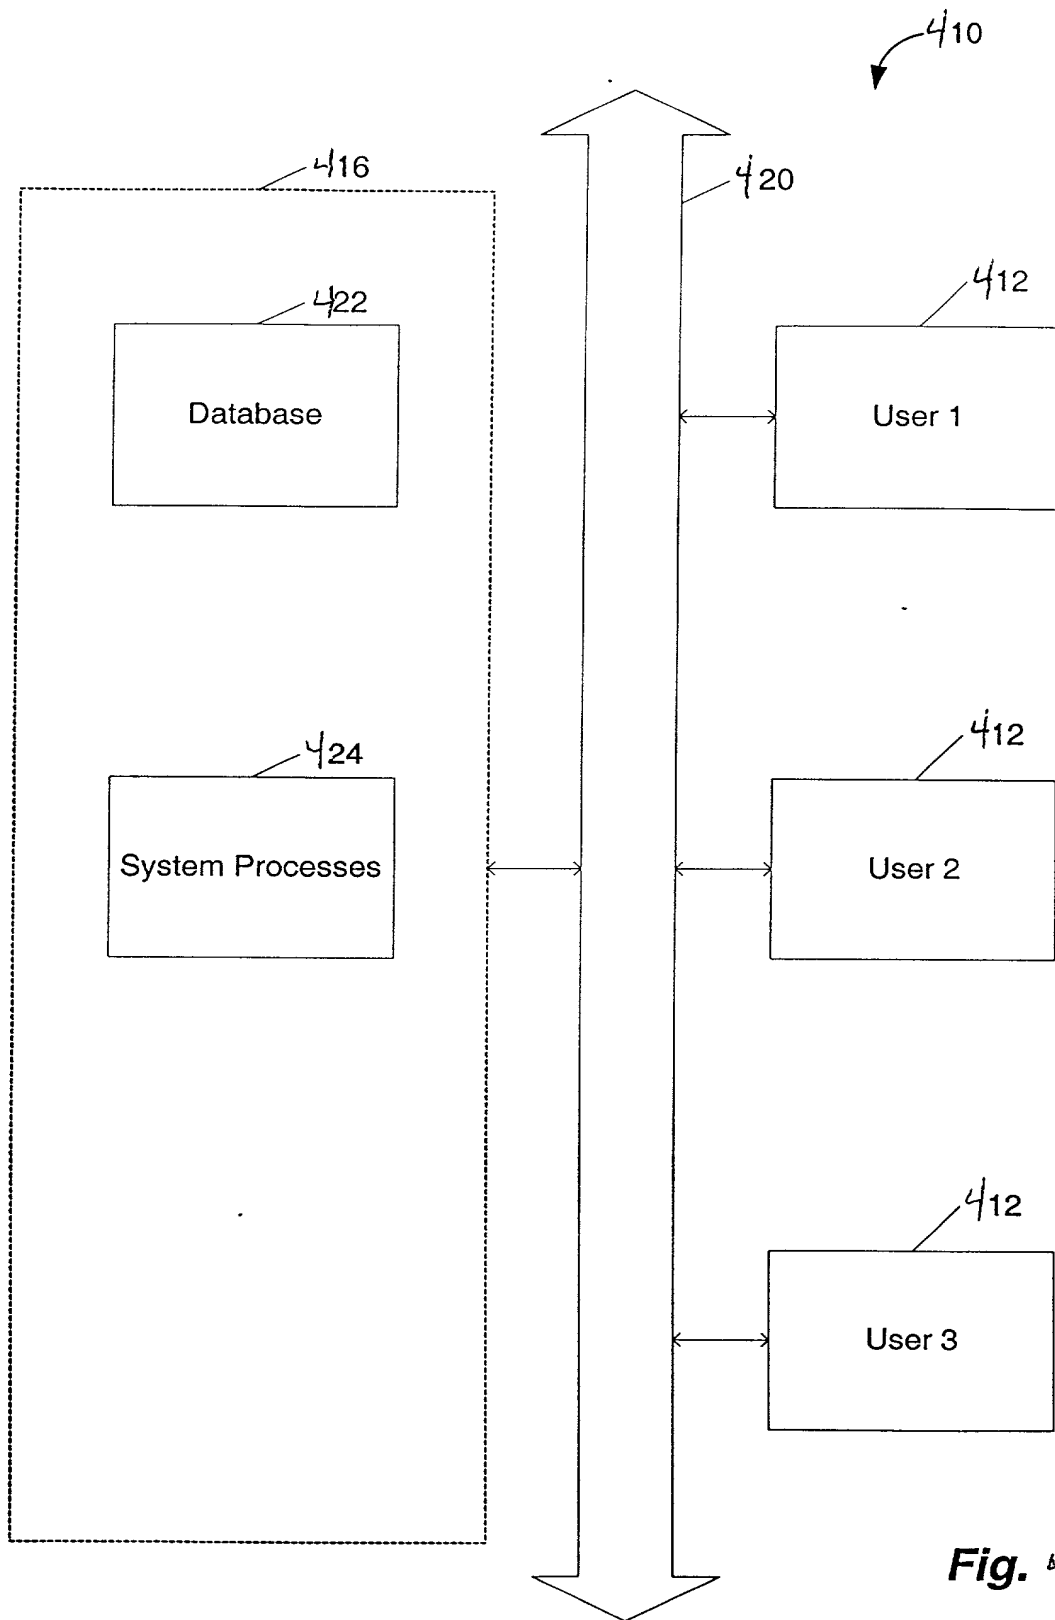 410
416
420
422
412
Database
User 1
424
412
System Processes
User 2
412
User 3
Fig.